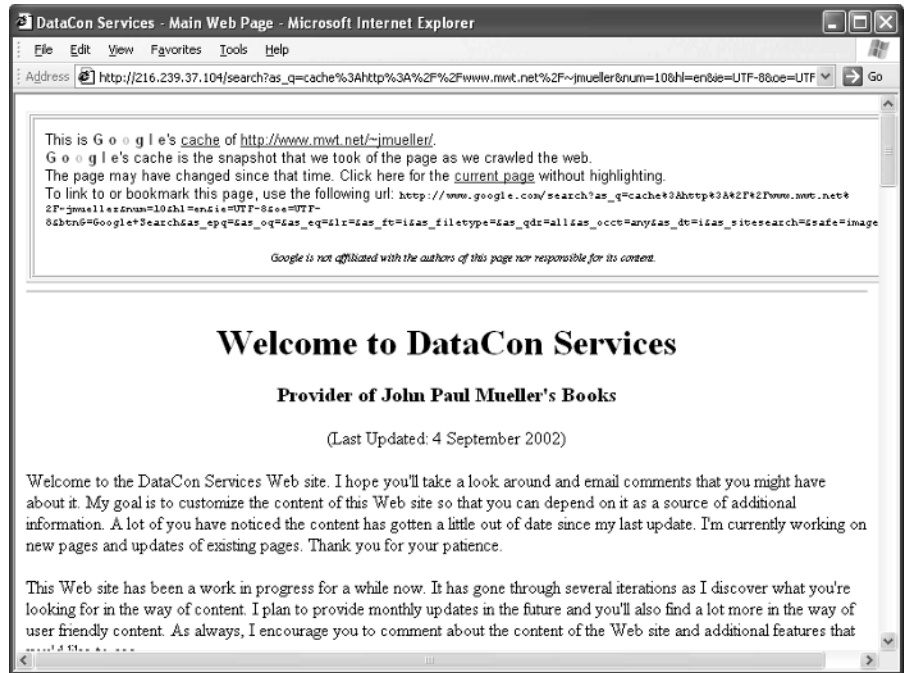 DataCon Services - Main Web Page - Microsoft Internet Explorer
File Edit View Favorites Tools Help
Address http://216.239.37.104/search?as_q=cache%3Ahttp%3A%2F%2Fwww.mwt.net%2F~jmueller&num=10&hl=en&ie=UTF-8&oe=UTF Go
This is G o o g l e's cache of http://www.mwt.net/~jmueller/.
G o o g l e's cache is the snapshot that we took of the page as we crawled the web.
The page may have changed since that time. Click here for the current page without highlighting.
To link to or bookmark this page, use the following url: http://www.google.com/search?as_q=cache%3Ahttp%3A%2F%2Fwww.mwt.net%
2F~jmueller&num=10&hl=en&ie=UTF-8&oe=UTF-
8&btnG=Google+Search&as_epq=&as_oq=&as_eq=&lr=&as_ft=i&as_filetype=&as_qdr=all&as_occt=any&as_dt=i&as_sitesearch=&safe=image
Google is not affiliated with the authors of this page nor responsible for its content.
Welcome to DataCon Services
Provider of John Paul Mueller's Books
(Last Updated: 4 September 2002)
Welcome to the DataCon Services Web site. I hope you'll take a look around and email comments that you might have
about it. My goal is to customize the content of this Web site so that you can depend on it as a source of additional
information. A lot of you have noticed the content has gotten a little out of date since my last update. I'm currently working on
new pages and updates of existing pages. Thank you for your patience.
This Web site has been a work in progress for a while now. It has gone through several iterations as I discover what you're
looking for in the way of content. I plan to provide monthly updates in the future and you'll also find a lot more in the way of
user friendly content. As always, I encourage you to comment about the content of the Web site and additional features that